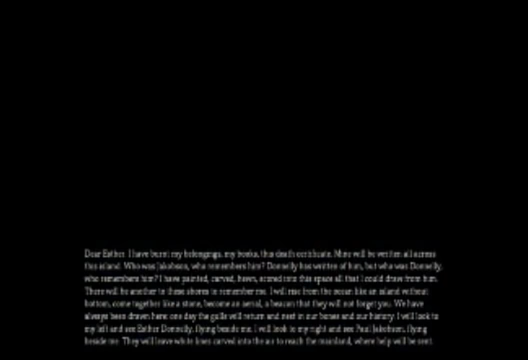 Dear Esther. I have burnt my belongings, my books, this death certificate. Mine will be written all across
this island. Who was Jakobson, who remembers him? Donnelly has written of him, but who was Donnelly,
who remembers him? I have painted, carved, hewn, scored into this space all that I could draw from him.
There will be another to these shores to remember me. I will rise from the ocean like an island without
bottom, come together like a stone, become an aerial, a beacon that they will not forget you. We have
always been drawn here: one day the gulls will return and nest in our bones and our history. I will look to
my left and see Esther Donnelly, flying beside me. I will look to my right and see Paul Jakobson, flying
beside me. They will leave white lines carved into the air to reach the mainland, where help will be sent.